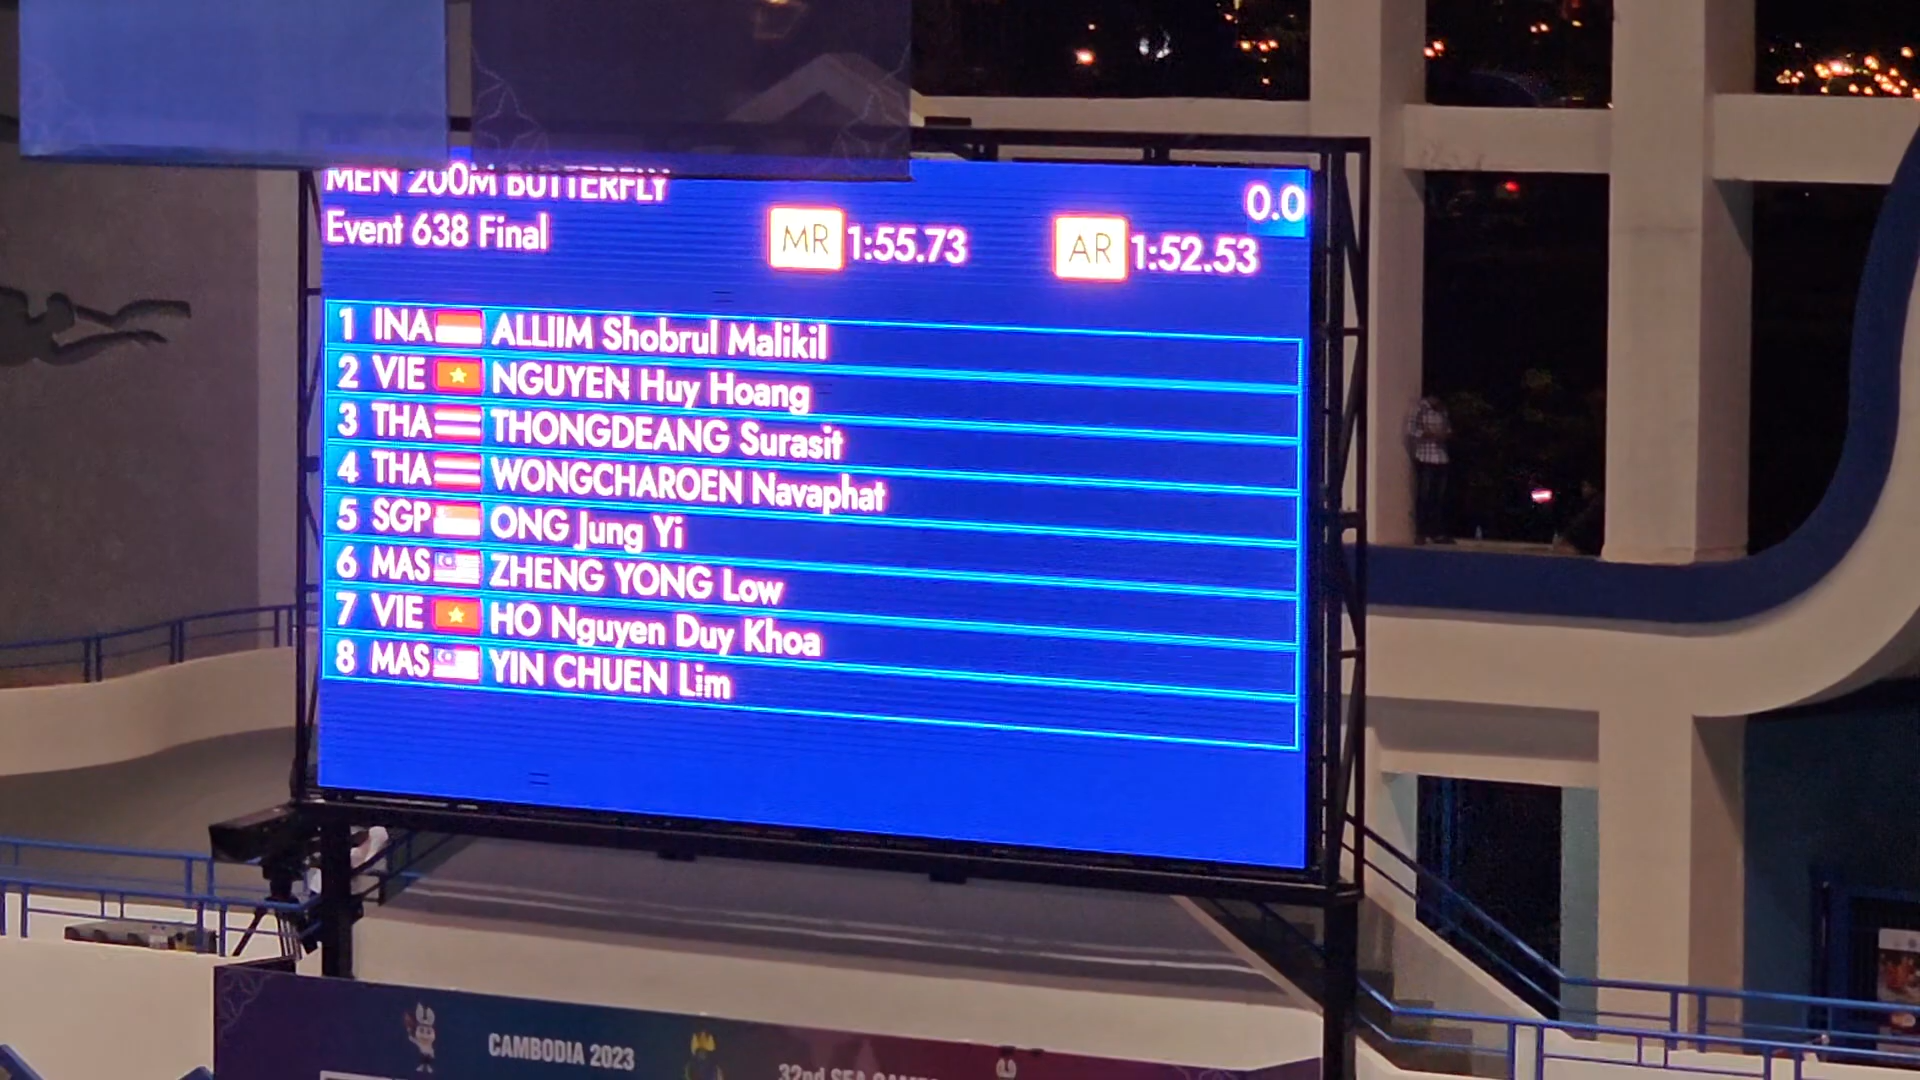 MEN 200M BUTTERFLY
0.0
Event 638 Final
MR 1:55.73
AR 1:52.53
1 INA ALLIIM Shobrul Malikil
2 VIE NGUYEN Huy Hoang
3 THA THONGDEANG Surasit
4 THA WONGCHAROEN Navaphat
5 SGP ONG Jung Yi
6 MAS ZHENG YONG Low
7 VIE HO Nguyen Duy Khoa
8 MAS YIN CHUEN Lim
CAMBODIA 2023
32nd SEA GAMES